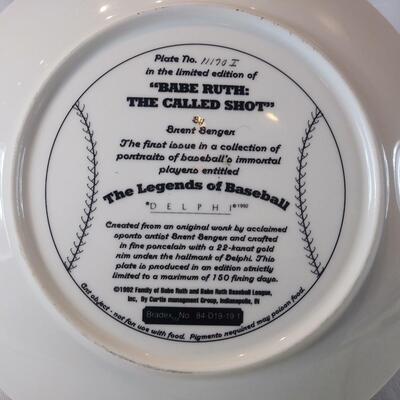 Plate No. 11170 I
in the limited edition of
"BABE RUTH:
THE CALLED SHOT"
By
Brent Benger
The first issue in a collection of
portraits of baseball's immortal
players entitled
The Legends of Baseball
DELPHI ©1992
Created from an original work by acclaimed
sports artist Brent Benger and crafted
in fine porcelain with a 22-karat gold
rim under the hallmark of Delphi. This
plate is produced in an edition strictly
limited to a maximum of 150 firing days.
©1992 Family of Babe Ruth and Babe Ruth Baseball League,
Inc. By Curtis Management Group, Indianapolis, IN
Bradex No. 84-D19-19.1
Art object - not for use with food. Pigments required may poison food.